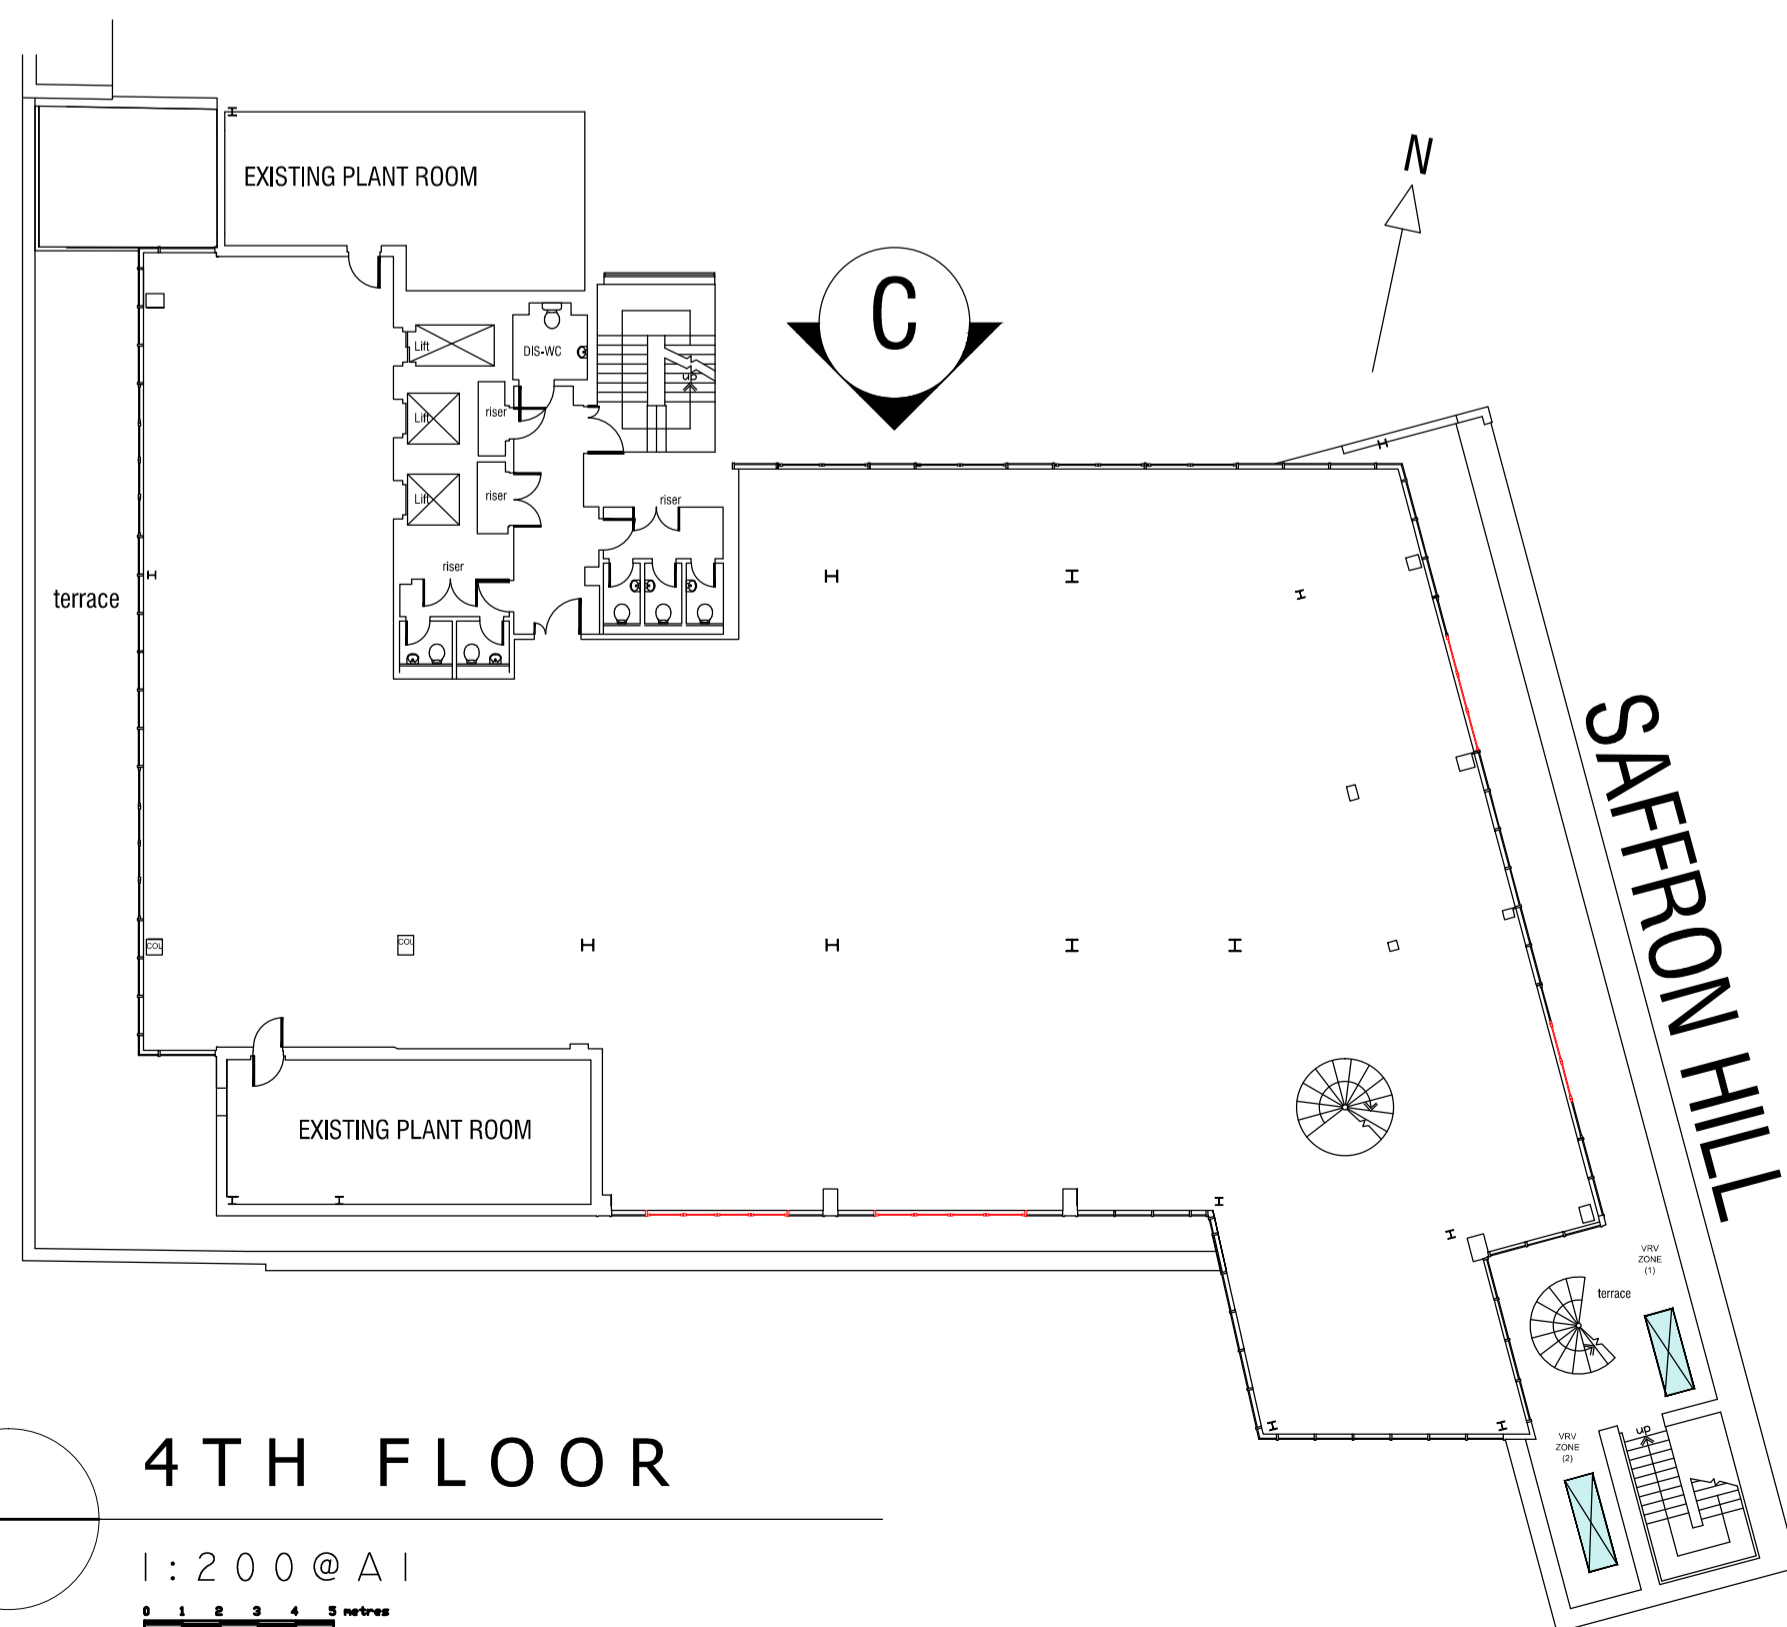 EXISTING PLANT ROOM
N
C
Lift
DIS-WC
up
Lift
riser
Lift
riser
riser
riser
terrace
SAFFRON HILL
COL
COL
EXISTING PLANT ROOM
VRV
ZONE
(1)
terrace
up
VRV
ZONE
(2)
4TH FLOOR
1:200@A1
0 1 2 3 4 5 metres